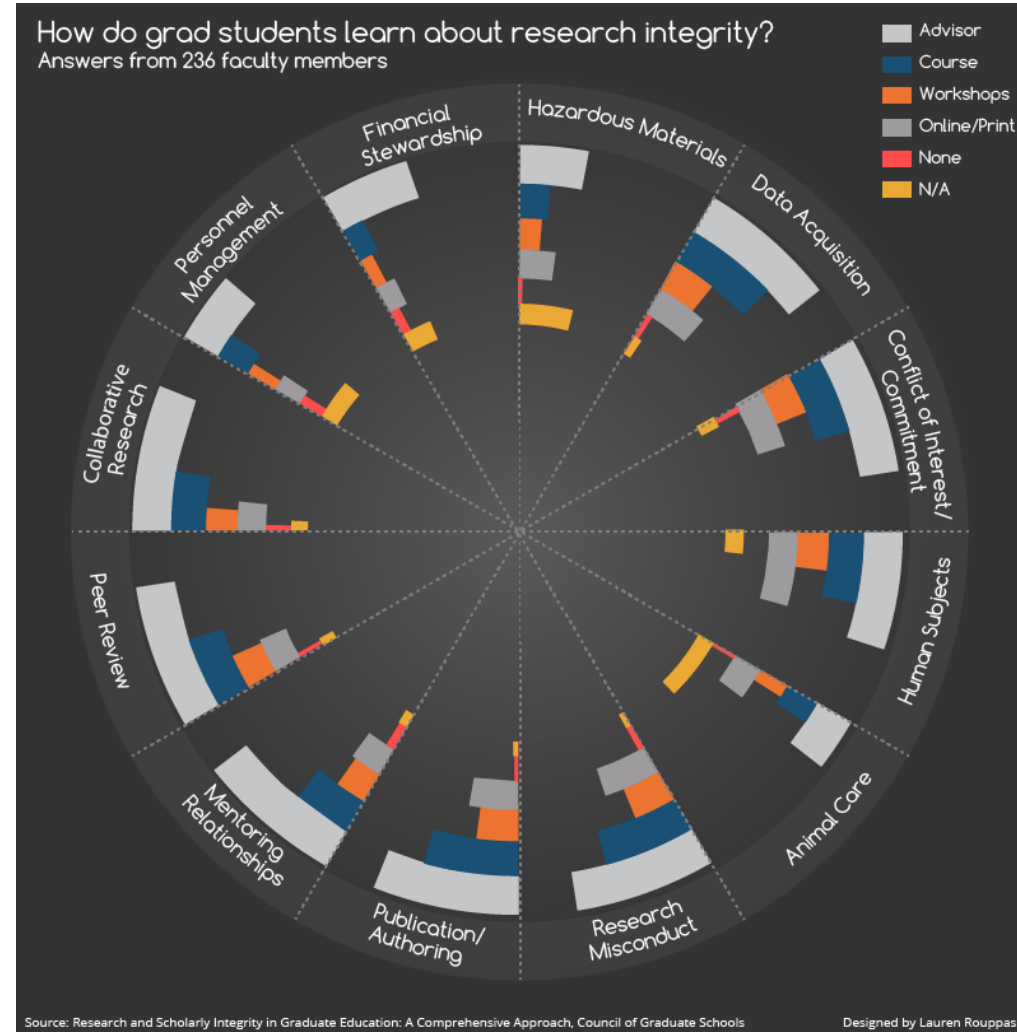 How do grad students learn about research integrity?
Answers from 236 faculty members
Advisor
Course
Workshops
Online/Print
None
N/A
Hazardous Materials
Data Acquisition
Conflict of Interest/
Commitment
Human Subjects
Animal Care
Research
Misconduct
Publication/
Authoring
Mentoring
Relationships
Peer Review
Collaborative
Research
Personnel
Management
Financial
Stewardship
Source: Research and Scholarly Integrity in Graduate Education: A Comprehensive Approach, Council of Graduate Schools
Designed by Lauren Rouppas